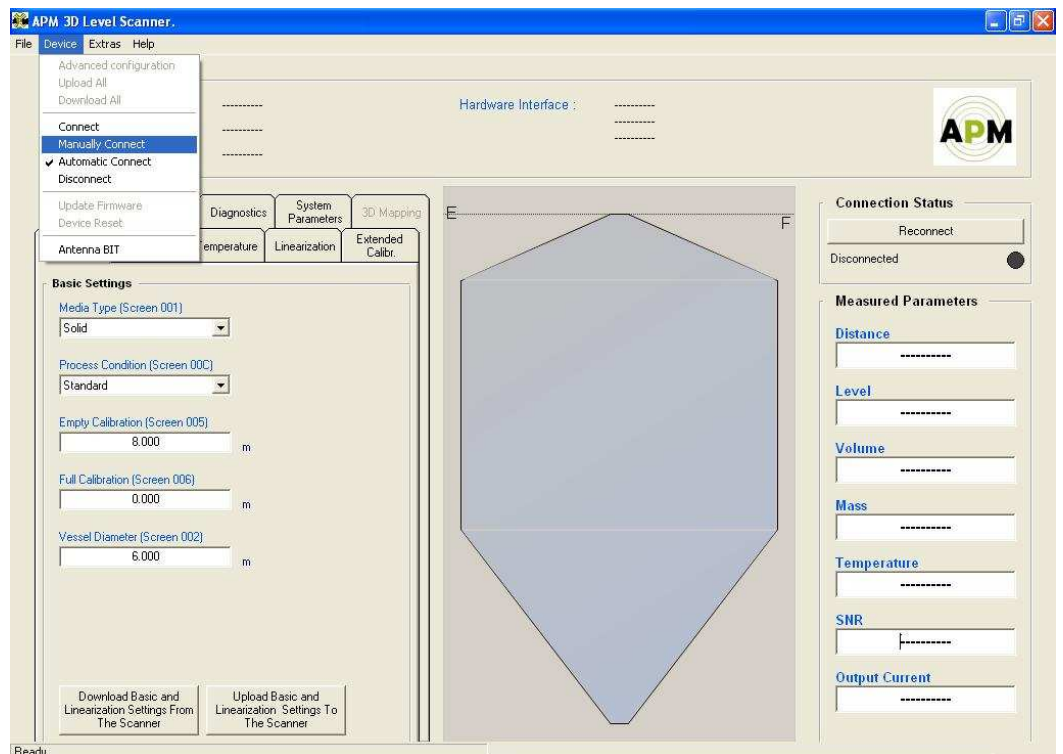 APM 3D Level Scanner.
File Device Extras Help
Advanced configuration
Upload All
Download All
Connect
Manually Connect
Automatic Connect
Disconnect
Update Firmware
Device Reset
Antenna BIT
----------
----------
----------
Hardware Interface : ----------
----------
----------
APM
Diagnostics
System
Parameters
3D Mapping
emperature
Linearization
Extended
Calibr.
Basic Settings
Media Type (Screen 001)
Solid
Process Condition (Screen 00C)
Standard
Empty Calibration (Screen 005)
8.000 m
Full Calibration (Screen 006)
0.000 m
Vessel Diameter (Screen 002)
6.000 m
Download Basic and
Linearization Settings From
The Scanner
Upload Basic and
Linearization Settings To
The Scanner
E
F
Connection Status
Reconnect
Disconnected
Measured Parameters
Distance
----------
Level
----------
Volume
----------
Mass
----------
Temperature
----------
SNR
----------
Output Current
----------
Ready